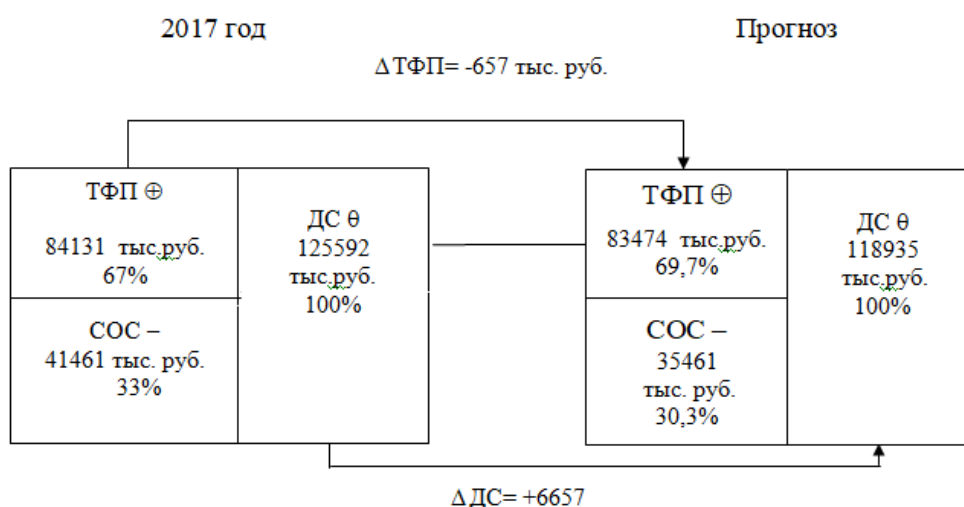 2017 год
Прогноз
ΔТФП= -657 тыс. руб.
ТФП ⊕
84131 тыс.руб.
67%
ДС θ
125592
тыс.руб.
100%
СОС –
41461 тыс. руб.
33%
ТФП ⊕
83474 тыс.руб.
69,7%
ДС θ
118935
тыс.руб.
100%
СОС –
35461
тыс. руб.
30,3%
ΔДС= +6657